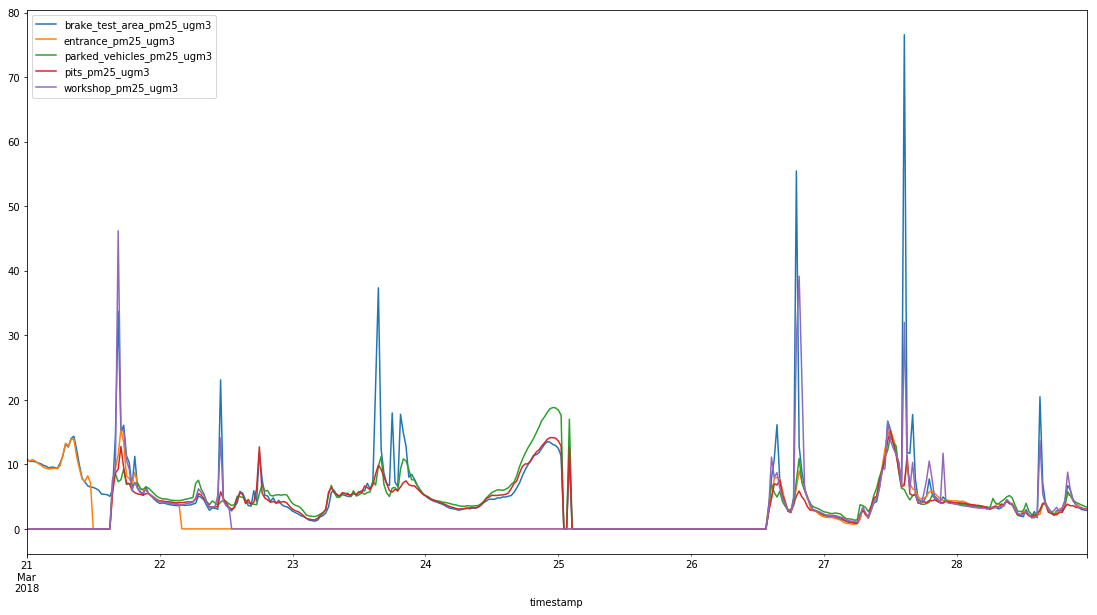 80
70
60
50
40
30
20
10
0
brake_test_area_pm25_ugm3
entrance_pm25_ugm3
parked_vehicles_pm25_ugm3
pits_pm25_ugm3
workshop_pm25_ugm3
21 22 23 24 25 26 27 28
Mar
2018
timestamp